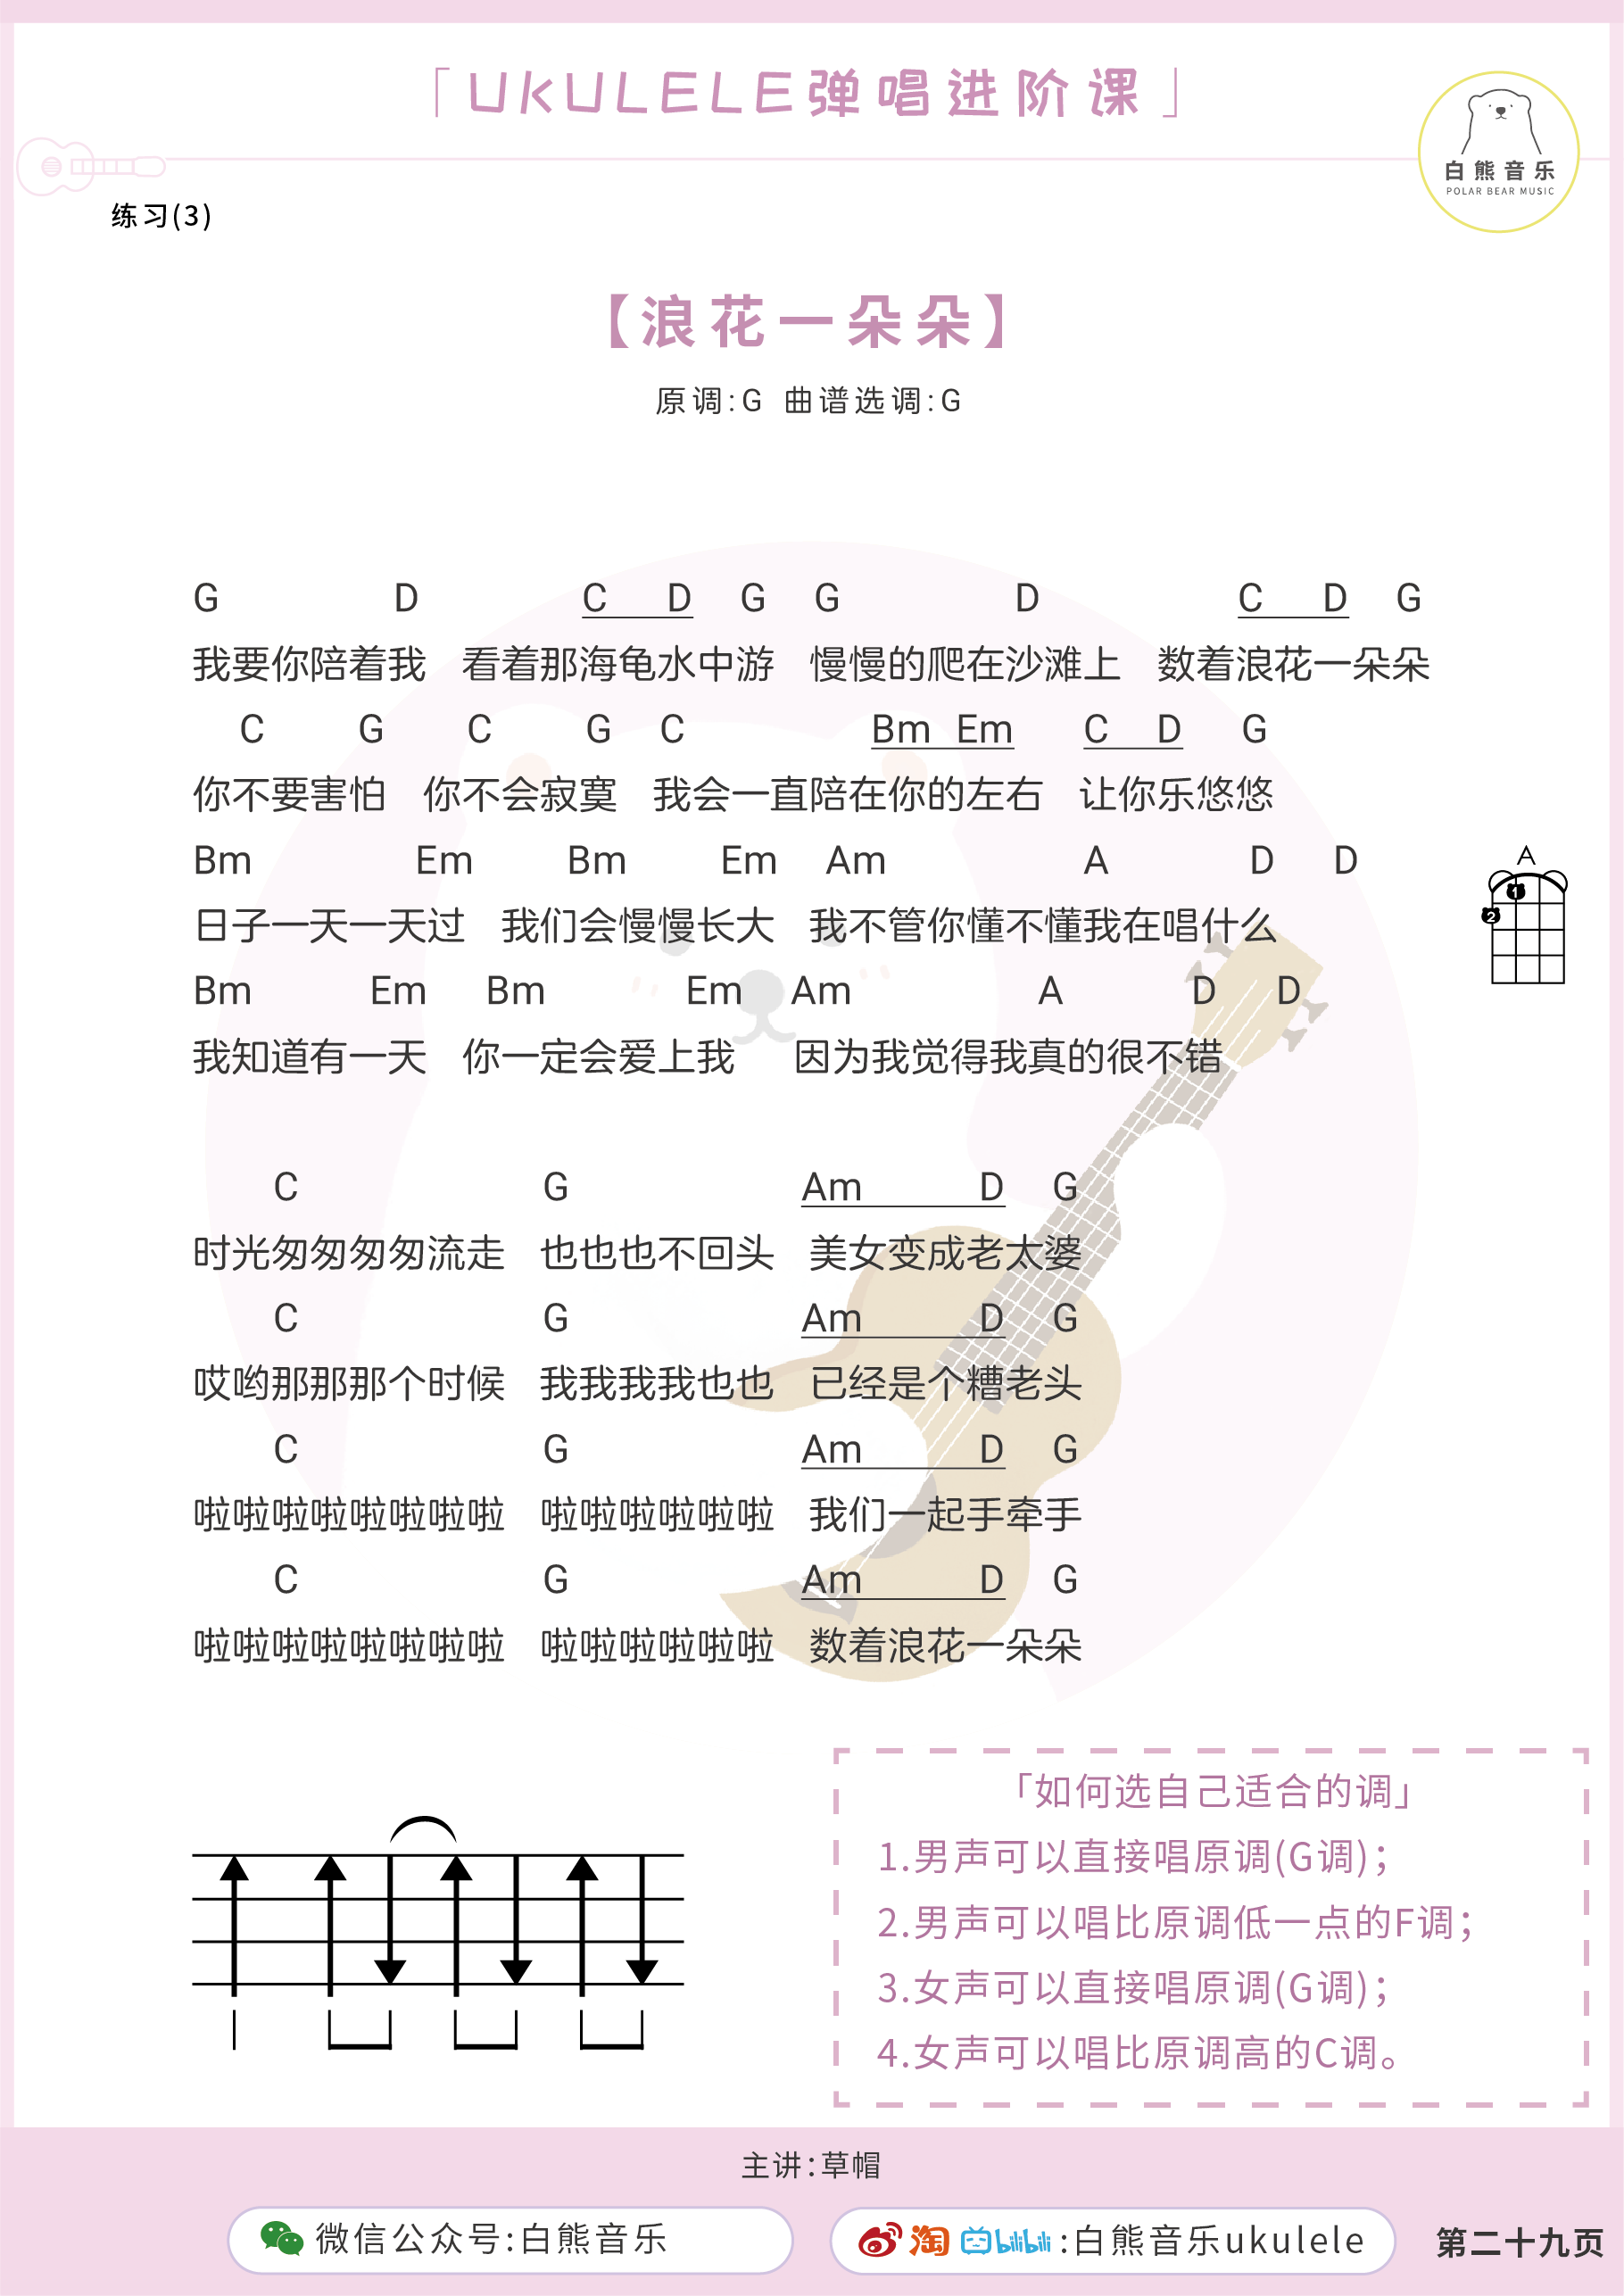 「UKULELE弹唱进阶课」
白熊音乐
POLAR BEAR MUSIC
练习(3)
【浪花一朵朵】
原调:G 曲谱选调:G
G D C D G G D C D G
我要你陪着我 看着那海龟水中游 慢慢的爬在沙滩上 数着浪花一朵朵
C G C G C Bm Em C D G
你不要害怕 你不会寂寞 我会一直陪在你的左右 让你乐悠悠
Bm Em Bm Em Am A D D
日子一天一天过 我们会慢慢长大 我不管你懂不懂我在唱什么
A
1
2
Bm Em Bm Em Am A D D
我知道有一天 你一定会爱上我 因为我觉得我真的很不错
C G Am D G
时光匆匆匆匆流走 也也也不回头 美女变成老太婆
C G Am D G
哎哟那那那个时候 我我我我也也 已经是个糟老头
C G Am D G
啦啦啦啦啦啦啦啦 啦啦啦啦啦啦 我们一起手牵手
C G Am D G
啦啦啦啦啦啦啦啦 啦啦啦啦啦啦 数着浪花一朵朵
「如何选自己适合的调」
1.男声可以直接唱原调(G调)；
2.男声可以唱比原调低一点的F调；
3.女声可以直接唱原调(G调)；
4.女声可以唱比原调高的C调。
主讲:草帽
微信公众号:白熊音乐
淘 bilibili :白熊音乐ukulele
第二十九页